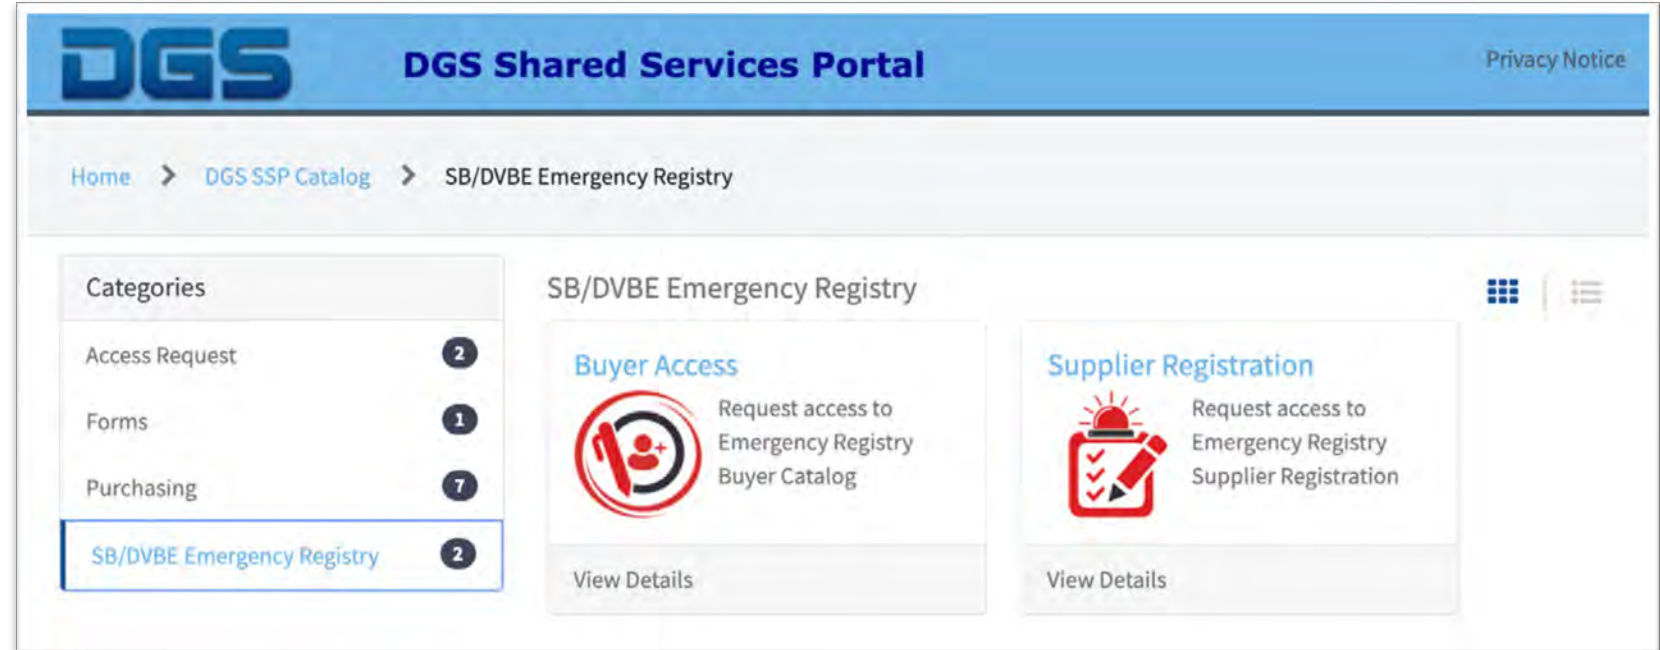 DGS
DGS Shared Services Portal
Privacy Notice
Home
DGS SSP Catalog
SB/DVBE Emergency Registry
Categories
Access Request
2
Forms
1
Purchasing
7
SB/DVBE Emergency Registry
2
SB/DVBE Emergency Registry
Buyer Access
Request access to
Emergency Registry
Buyer Catalog
View Details
Supplier Registration
Request access to
Emergency Registry
Supplier Registration
View Details